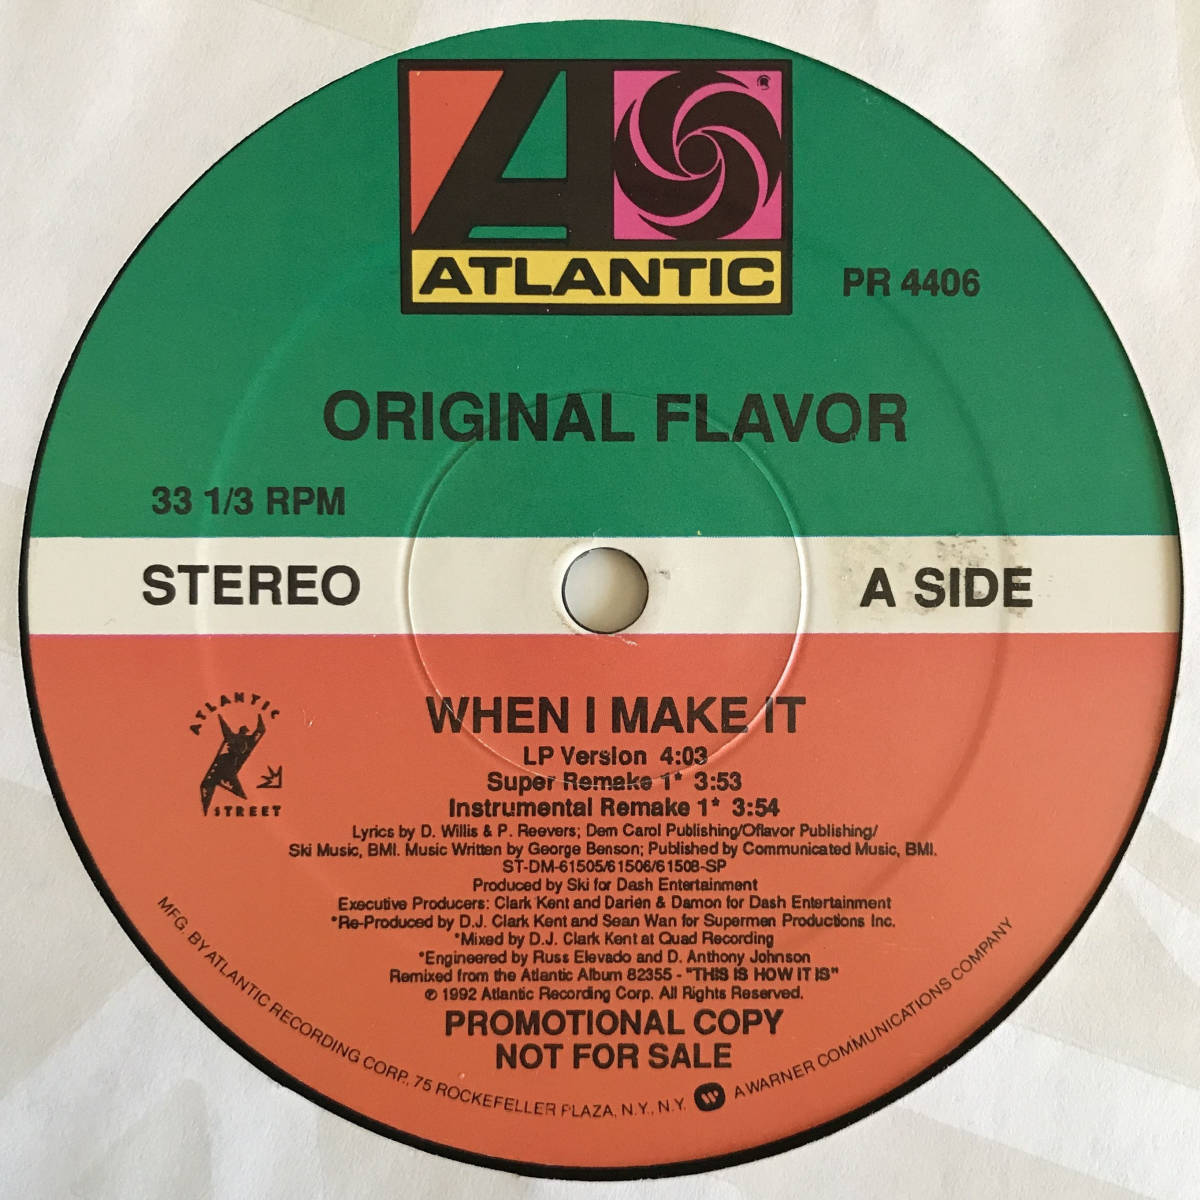 ATLANTIC
PR 4406
ORIGINAL FLAVOR
33 1/3 RPM
STEREO
A SIDE
ATLANTIC
STREET
WHEN I MAKE IT
LP Version 4:03
Super Remake 1* 3:53
Instrumental Remake 1* 3:54
Lyrics by D. Willis & P. Reevers; Dem Carol Publishing/Oflavor Publishing/
Ski Music, BMI. Music Written by George Benson; Published by Communicated Music, BMI.
ST-DM-61505/61506/61508-SP
Produced by Ski for Dash Entertainment
Executive Producers: Clark Kent and Darien & Damon for Dash Entertainment
*Re-Produced by D.J. Clark Kent and Sean Wan for Supermen Productions Inc.
*Mixed by D.J. Clark Kent at Quad Recording
*Engineered by Russ Elevado and D. Anthony Johnson
Remixed from the Atlantic Album 82355 - "THIS IS HOW IT IS"
℗ 1992 Atlantic Recording Corp. All Rights Reserved.
PROMOTIONAL COPY
NOT FOR SALE
MFG. BY ATLANTIC RECORDING CORP., 75 ROCKEFELLER PLAZA, N.Y., N.Y. A WARNER COMMUNICATIONS COMPANY